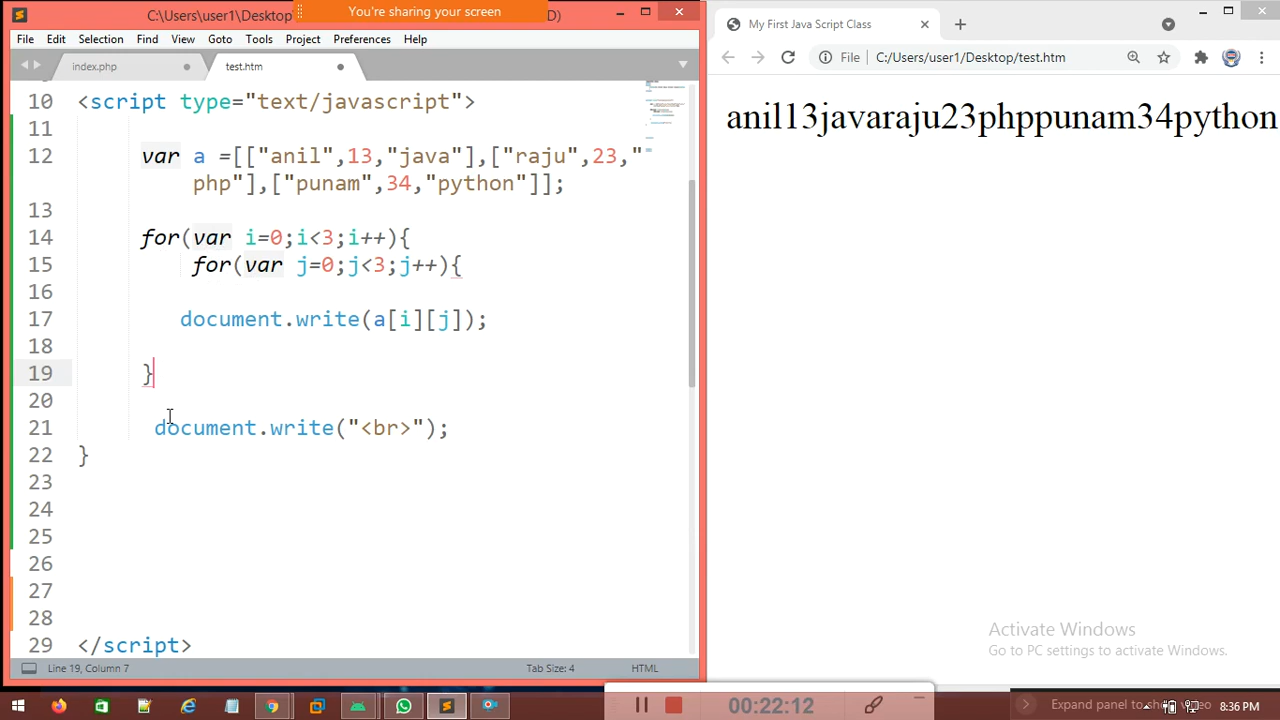 C:\Users\user1\Desktop
You're sharing your screen
D)
File Edit Selection Find View Goto Tools Project Preferences Help
index.php test.htm
10 <script type="text/javascript">
11
12 var a =[["anil",13,"java"],["raju",23,"
php"],["punam",34,"python"]];
13
14 for(var i=0;i<3;i++){
15 for(var j=0;j<3;j++){
16
17 document.write(a[i][j]);
18
19 }
20
21 document.write("<br>");
22 }
23
24
25
26
27
28
29 </script>
Line 19, Column 7 Tab Size: 4 HTML
My First Java Script Class
File C:/Users/user1/Desktop/test.htm
anil13javaraju23phppunam34python
Activate Windows
Go to PC settings to activate Windows.
00:22:12
Expand panel to
8:36 PM